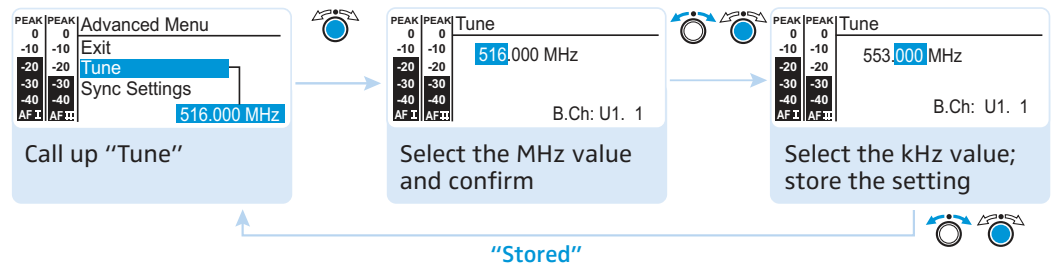 PEAK PEAK Advanced Menu
0 0
-10 -10 Exit
-20 -20 Tune
-30 -30 Sync Settings
-40 -40
AF I AF II 516.000 MHz
Call up "Tune"
PEAK PEAK Tune
0 0
-10 -10 516.000 MHz
-20 -20
-30 -30
-40 -40
AF I AF II B.Ch: U1. 1
Select the MHz value
and confirm
PEAK PEAK Tune
0 0
-10 -10 553.000 MHz
-20 -20
-30 -30
-40 -40
AF I AF II B.Ch: U1. 1
Select the kHz value;
store the setting
"Stored"